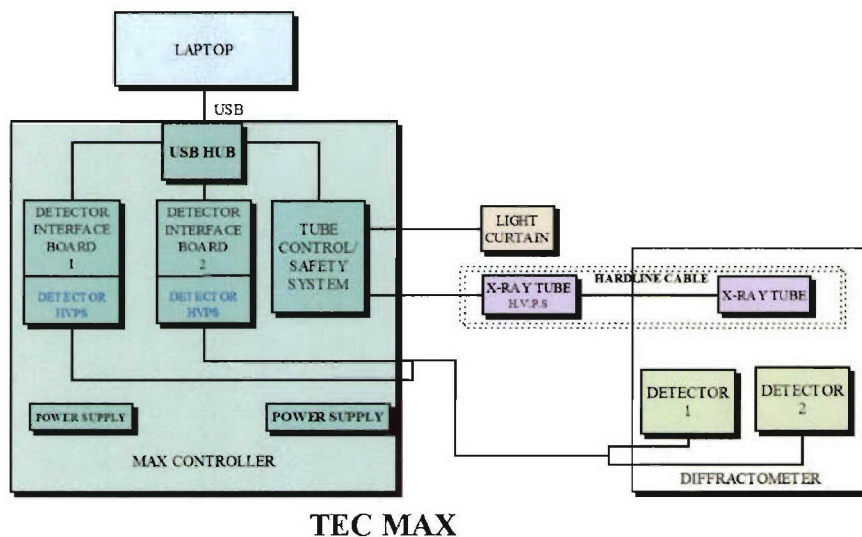 LAPTOP
USB
USB HUB
DETECTOR
INTERFACE
BOARD
1
DETECTOR
HVPS
DETECTOR
INTERFACE
BOARD
2
DETECTOR
HVPS
TUBE
CONTROL/
SAFETY
SYSTEM
LIGHT
CURTAIN
HARDLINE CABLE
X-RAY TUBE
H.V.P.S
X-RAY TUBE
DETECTOR
1
DETECTOR
2
POWER SUPPLY
POWER SUPPLY
MAX CONTROLLER
DIFFRACTOMETER
TEC MAX